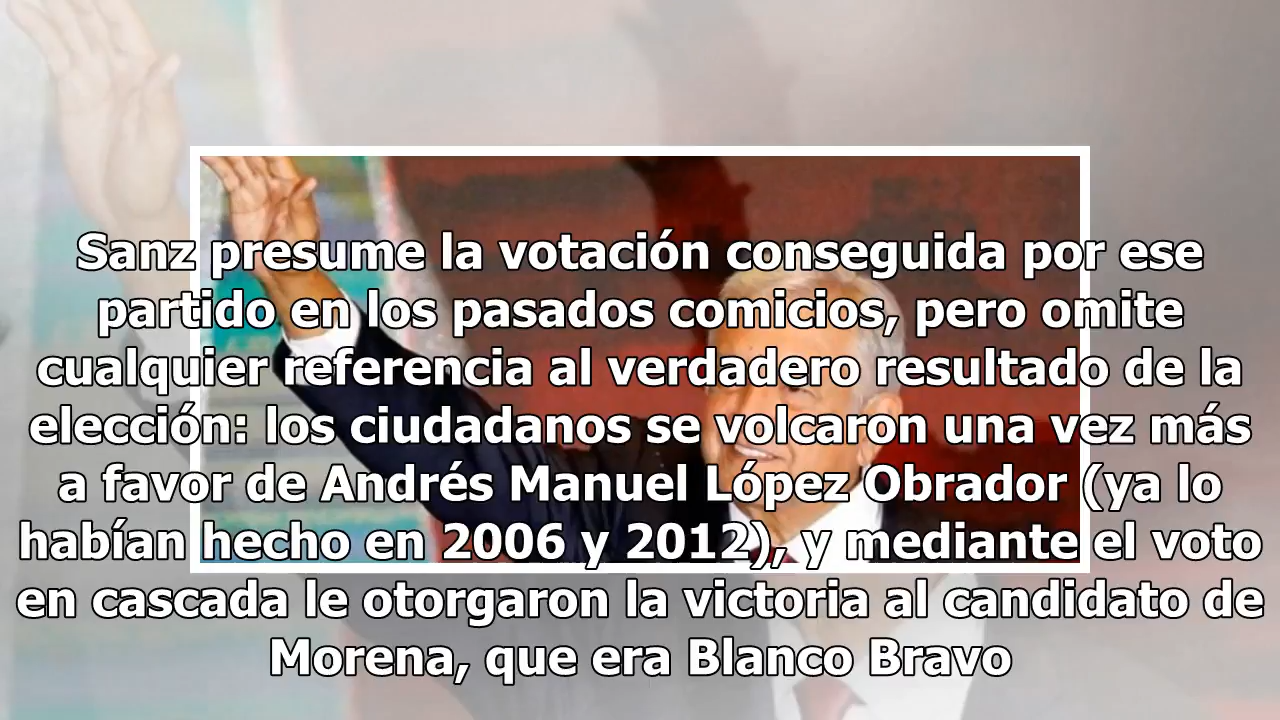 Sanz presume la votación conseguida por ese
partido en los pasados comicios, pero omite
cualquier referencia al verdadero resultado de la
elección: los ciudadanos se volcaron una vez más
a favor de Andrés Manuel López Obrador (ya lo
habían hecho en 2006 y 2012), y mediante el voto
en cascada le otorgaron la victoria al candidato de
Morena, que era Blanco Bravo